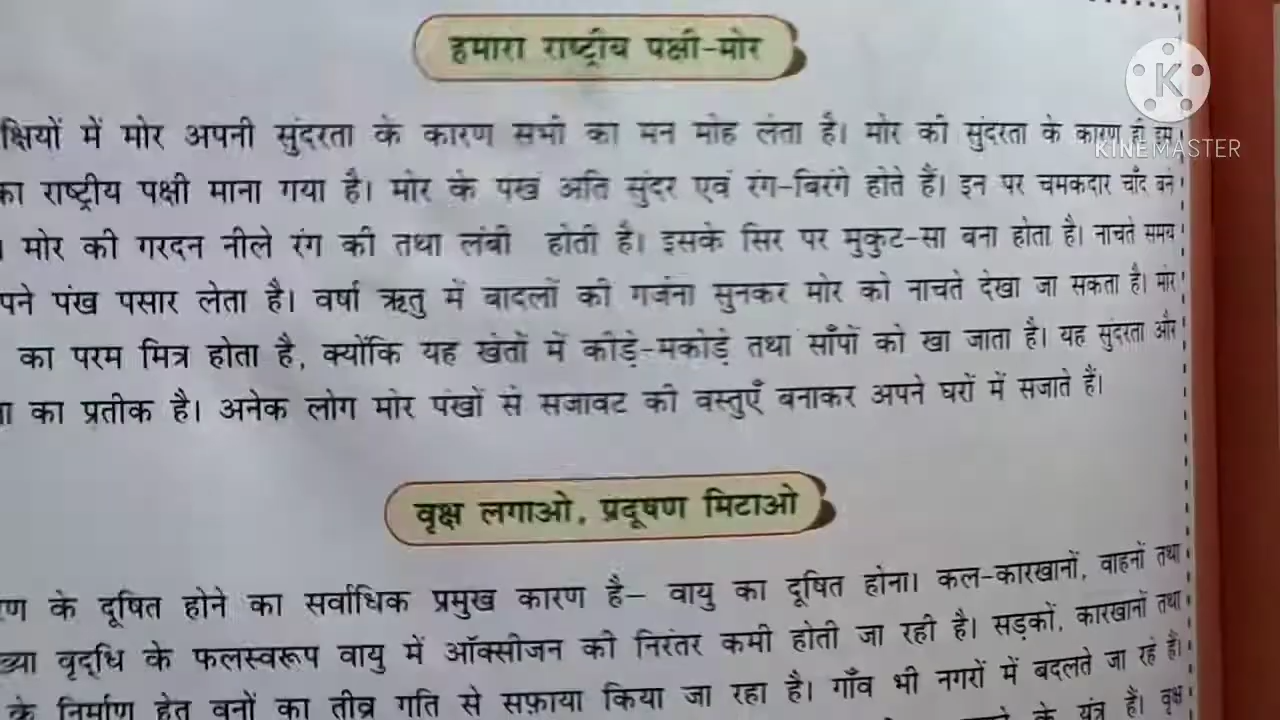 हमारा राष्ट्रीय पक्षी-मोर
KINEMASTER
क्षियों में मोर अपनी सुंदरता के कारण सभी का मन मोह लेता है। मोर की सुंदरता के कारण ही इस
का राष्ट्रीय पक्षी माना गया है। मोर के पंख अति सुंदर एवं रंग-बिरंगे होते हैं। इन पर चमकदार चाँद बने
मोर की गरदन नीले रंग की तथा लंबी होती है। इसके सिर पर मुकुट-सा बना होता है। नाचते समय
पने पंख पसार लेता है। वर्षा ऋतु में बादलों की गर्जना सुनकर मोर को नाचते देखा जा सकता है। मोर
का परम मित्र होता है, क्योंकि यह खेतों में कीड़े-मकोड़े तथा साँपों को खा जाता है। यह सुंदरता और
का प्रतीक है। अनेक लोग मोर पंखों से सजावट की वस्तुएँ बनाकर अपने घरों में सजाते हैं।
वृक्ष लगाओ, प्रदूषण मिटाओ
रण के दूषित होने का सर्वाधिक प्रमुख कारण है– वायु का दूषित होना। कल-कारखानों, वाहनों तथा
ख्या वृद्धि के फलस्वरूप वायु में ऑक्सीजन की निरंतर कमी होती जा रही है। सड़कों, कारखानों तथा
के निर्माण हेतु वनों का तीव्र गति से सफ़ाया किया जा रहा है। गाँव भी नगरों में बदलते जा रहे हैं।
के यंत्र हैं। वृक्ष